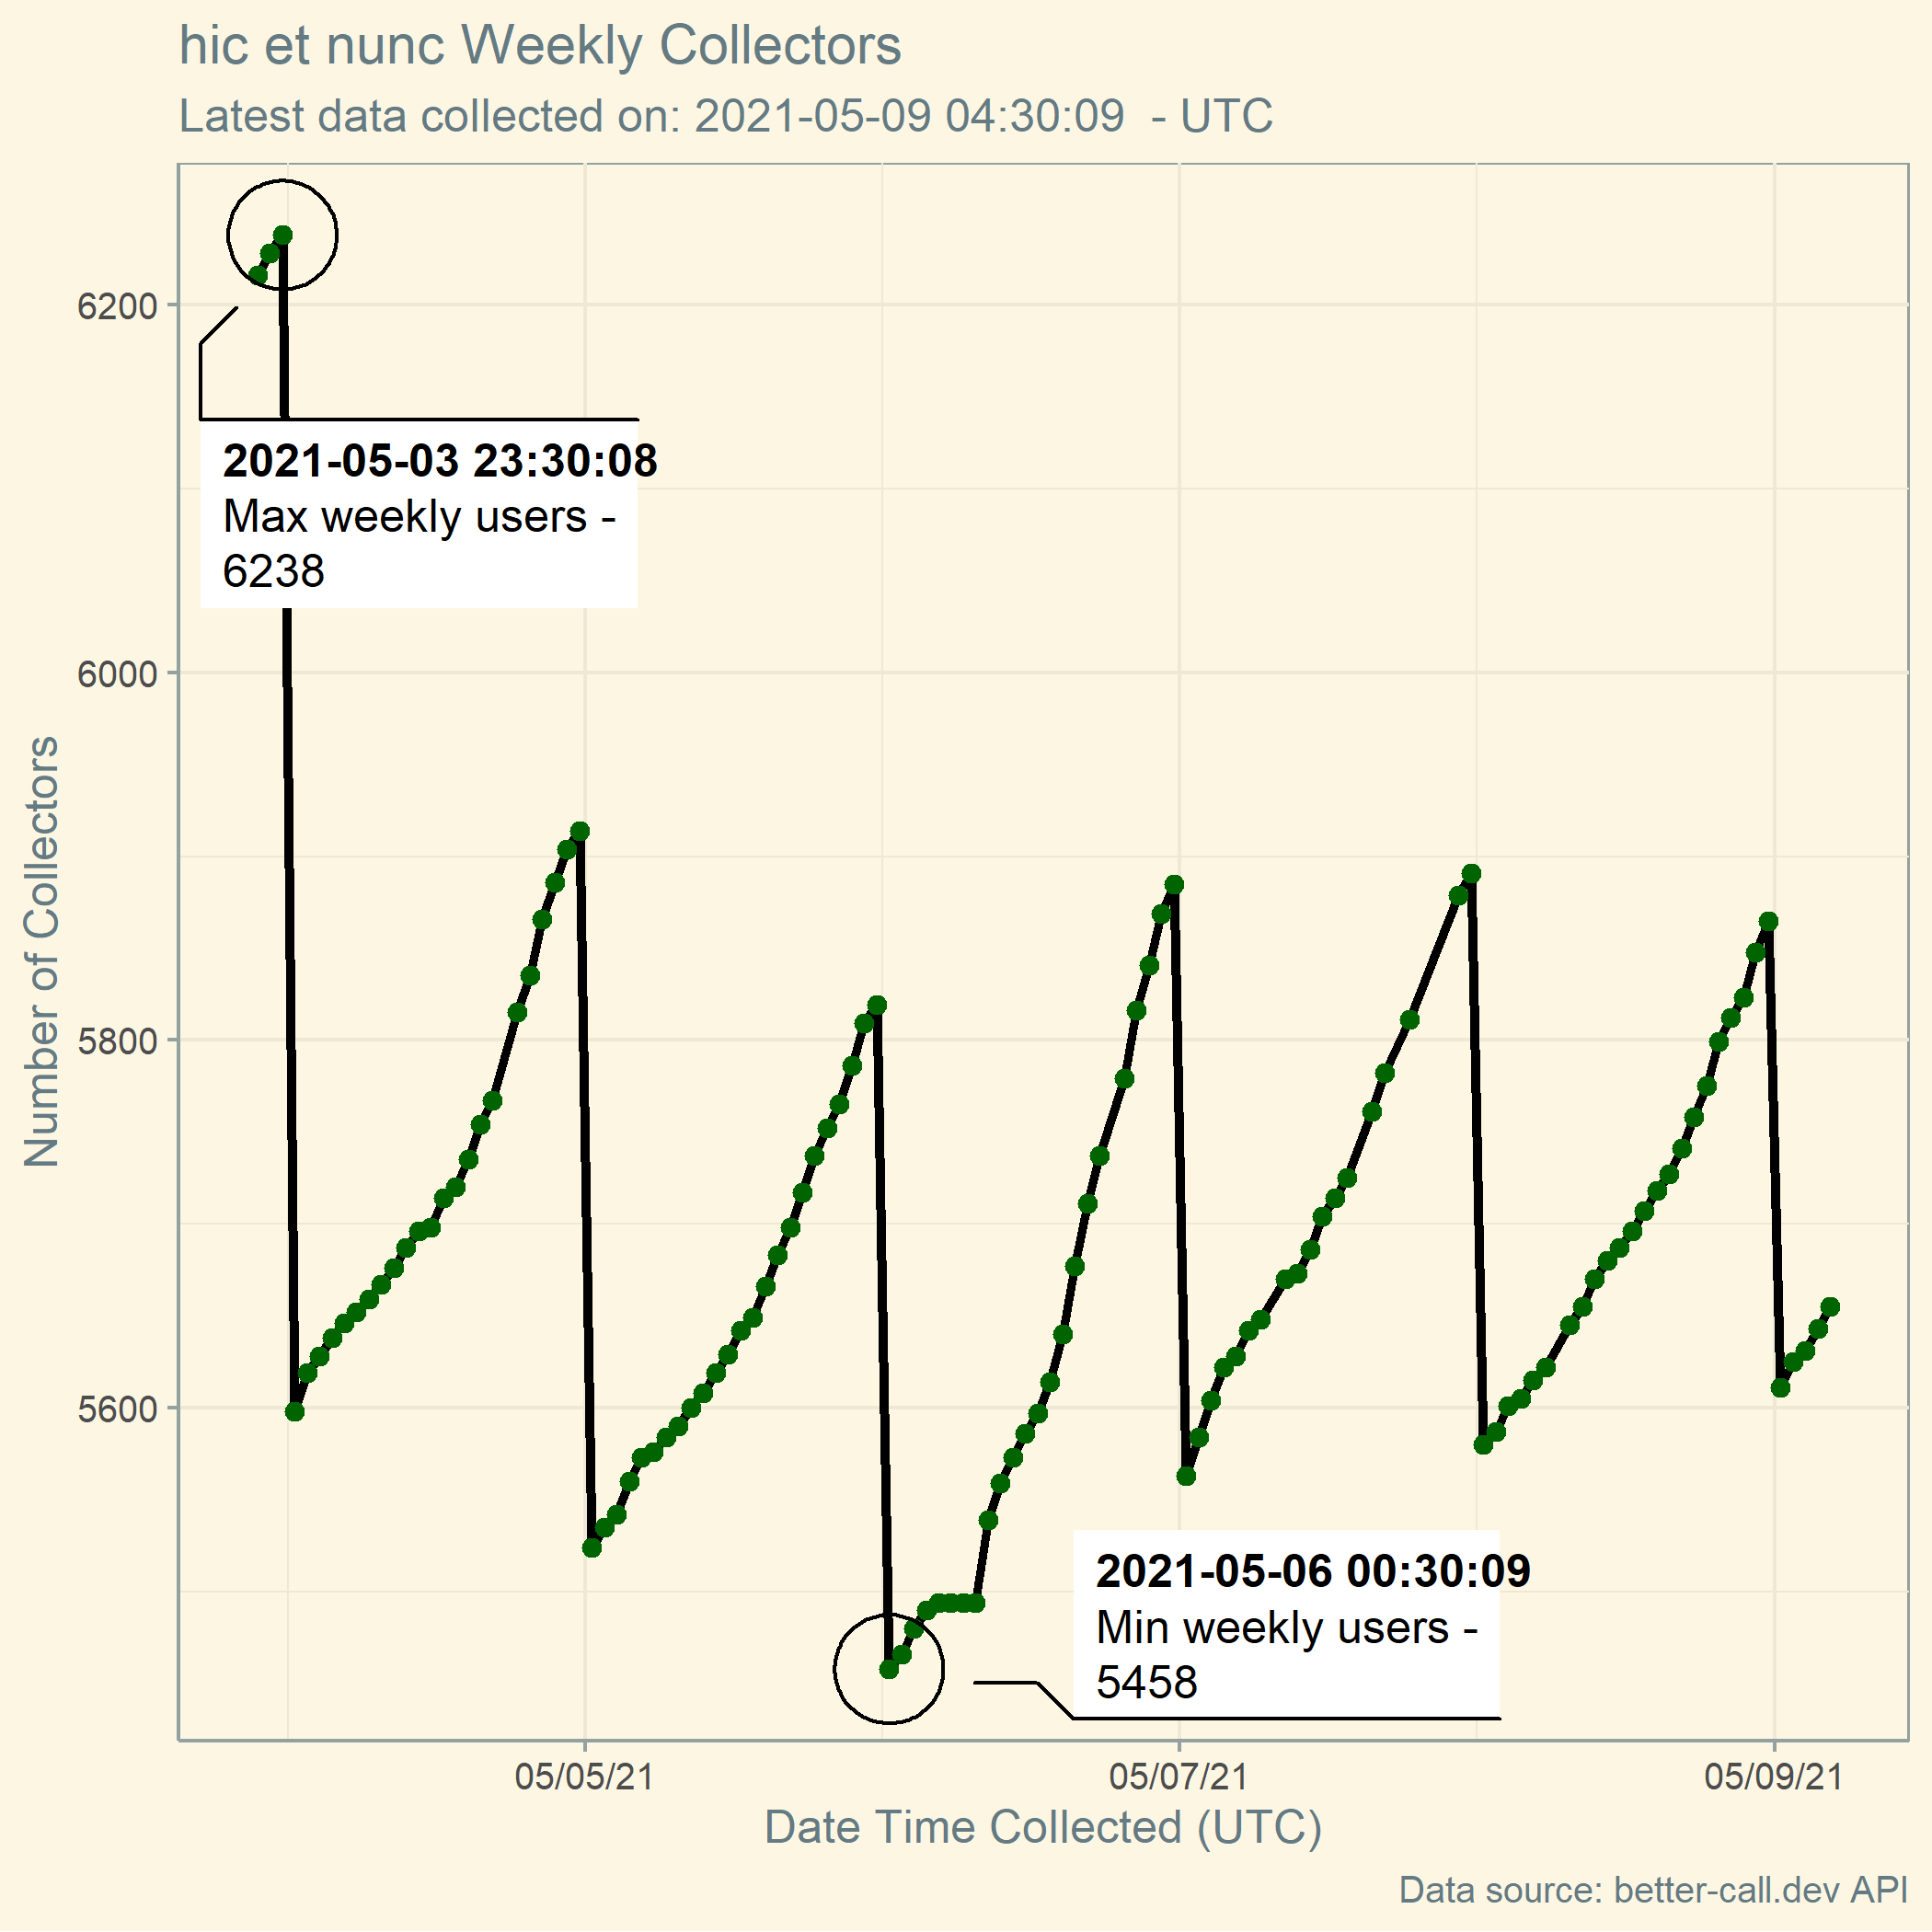 hic et nunc Weekly Collectors
Latest data collected on: 2021-05-09 04:30:09  - UTC
Number of Collectors
6200
6000
5800
5600
2021-05-03 23:30:08
Max weekly users -
6238
2021-05-06 00:30:09
Min weekly users -
5458
05/05/21
05/07/21
05/09/21
Date Time Collected (UTC)
Data source: better-call.dev API